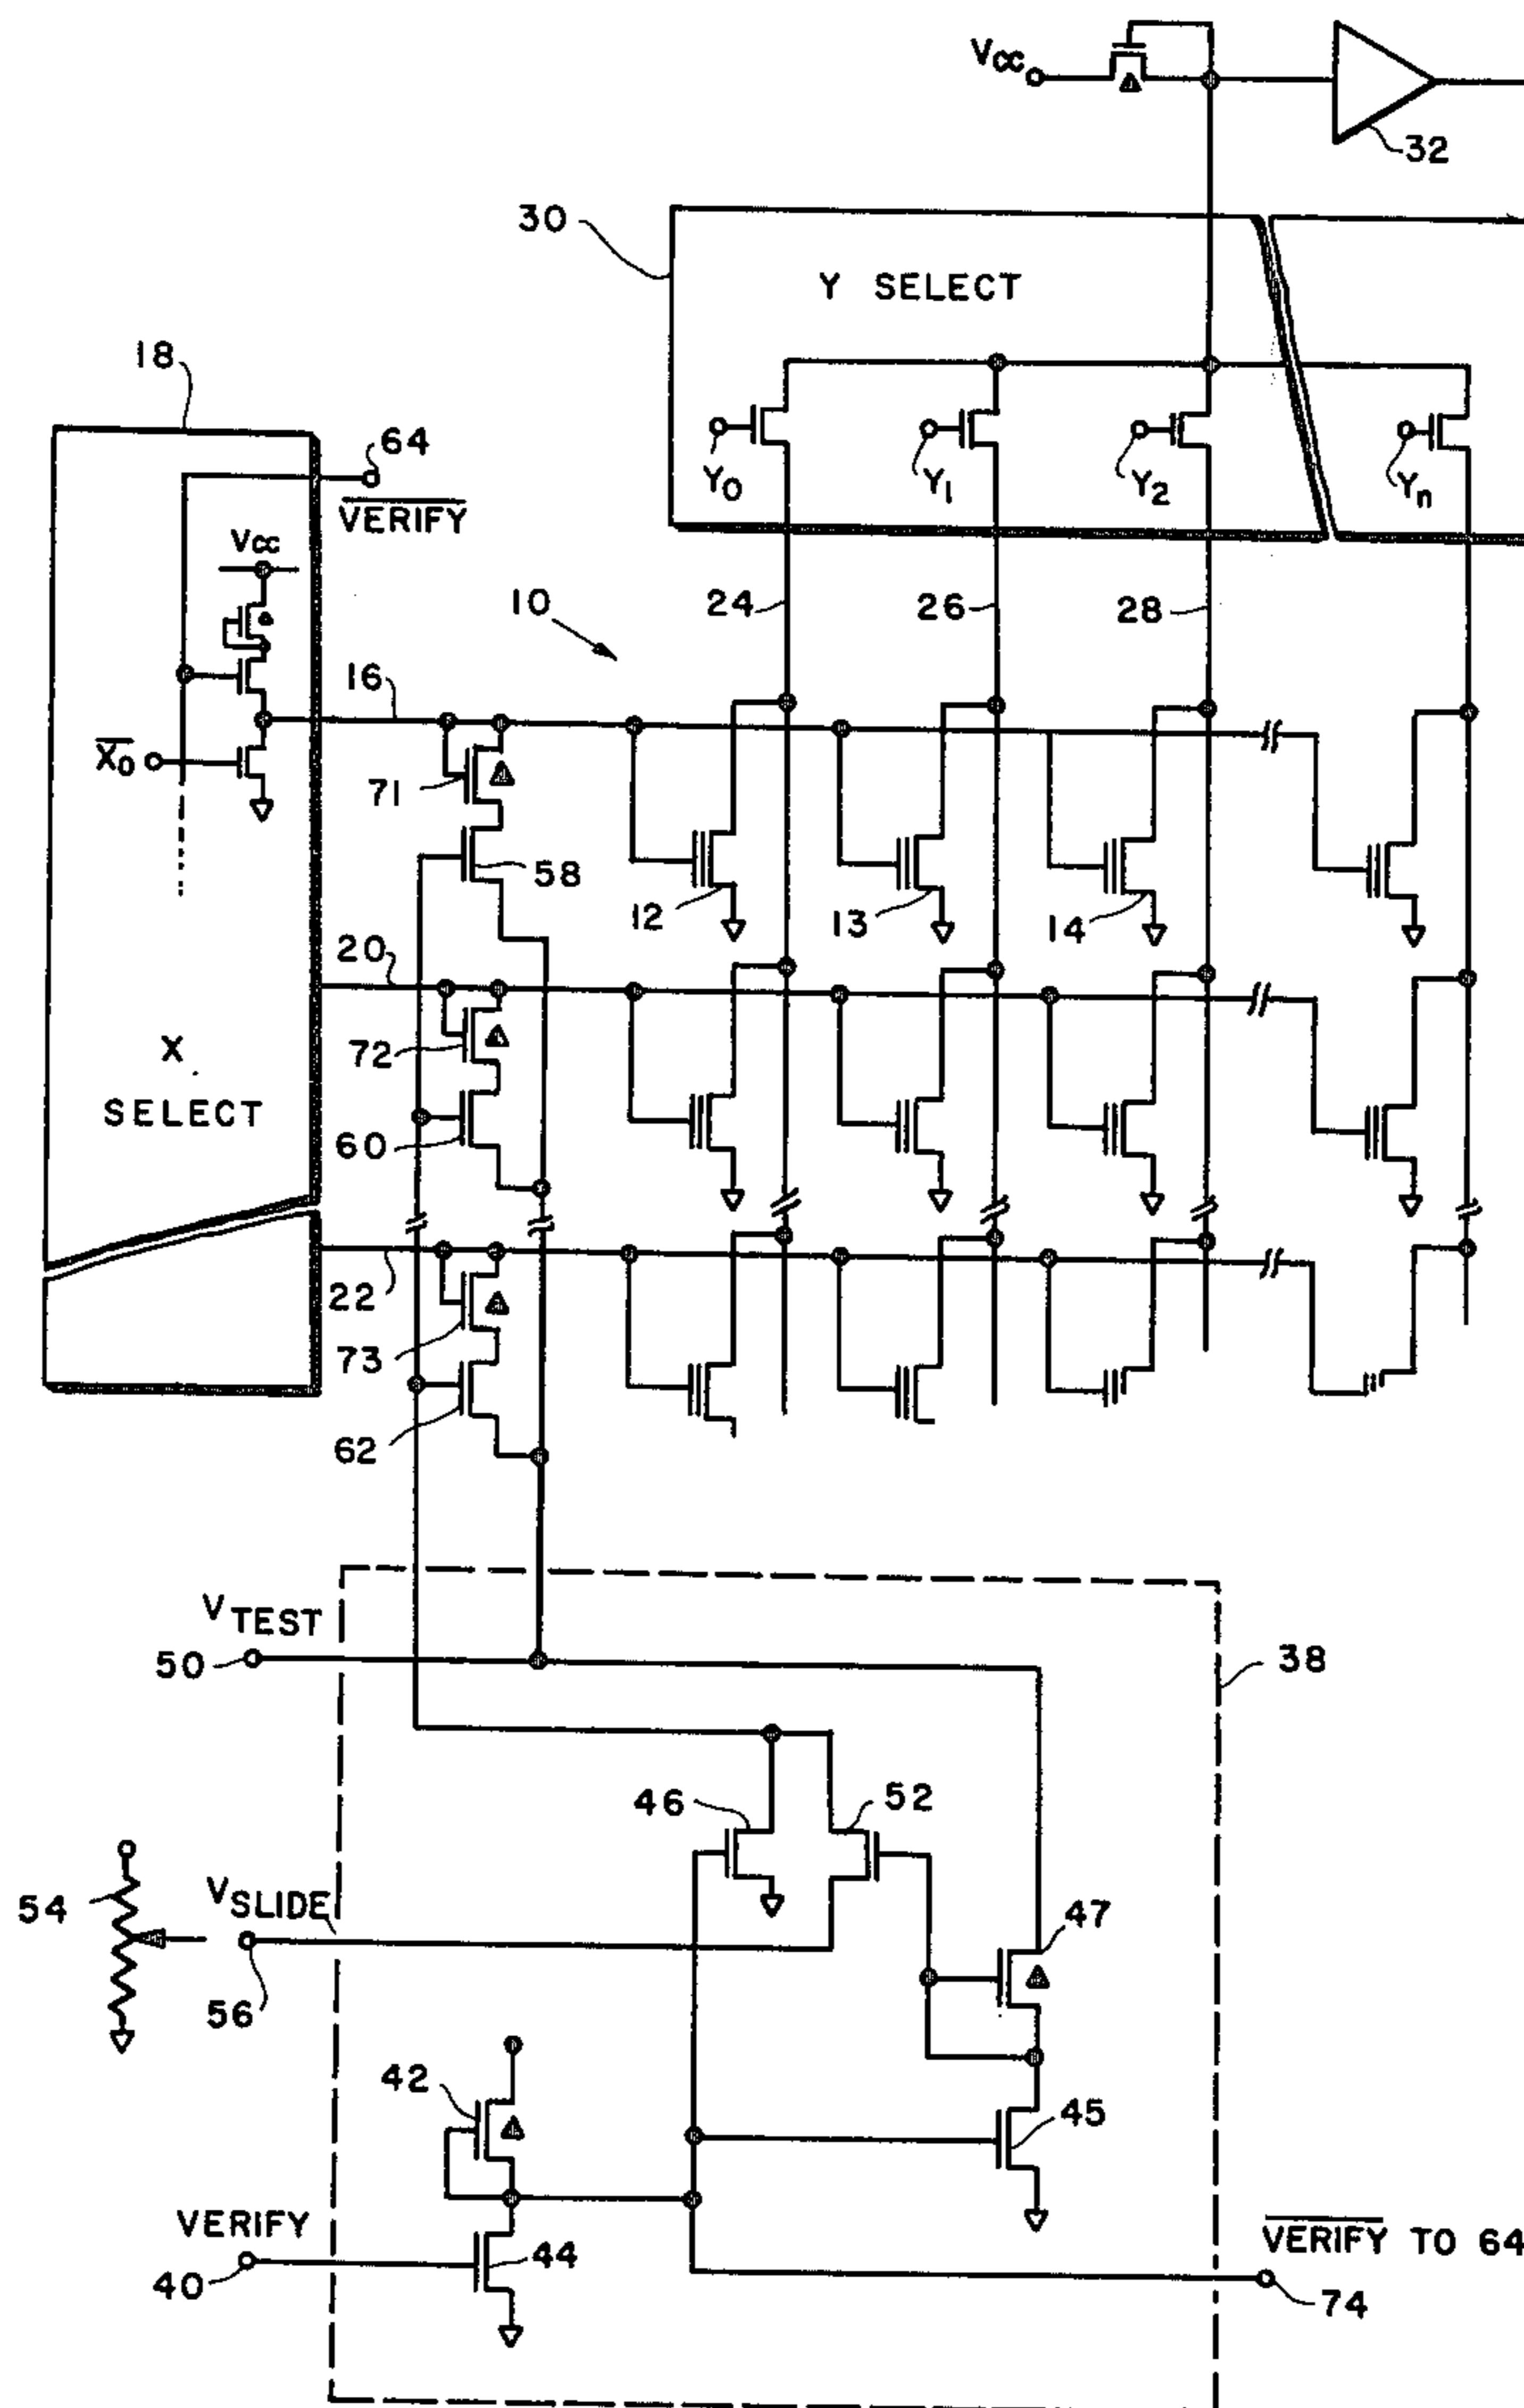 Vcc
32
30
Y SELECT
18
64
Y0
Y1
Y2
Yn
VERIFY
Vcc
10
24
26
28
16
X0
71
58
12
13
14
20
72
X
SELECT
60
22
73
62
VTEST
50
38
46
52
54
VSLIDE
47
56
42
45
VERIFY
44
VERIFY TO 64
40
74